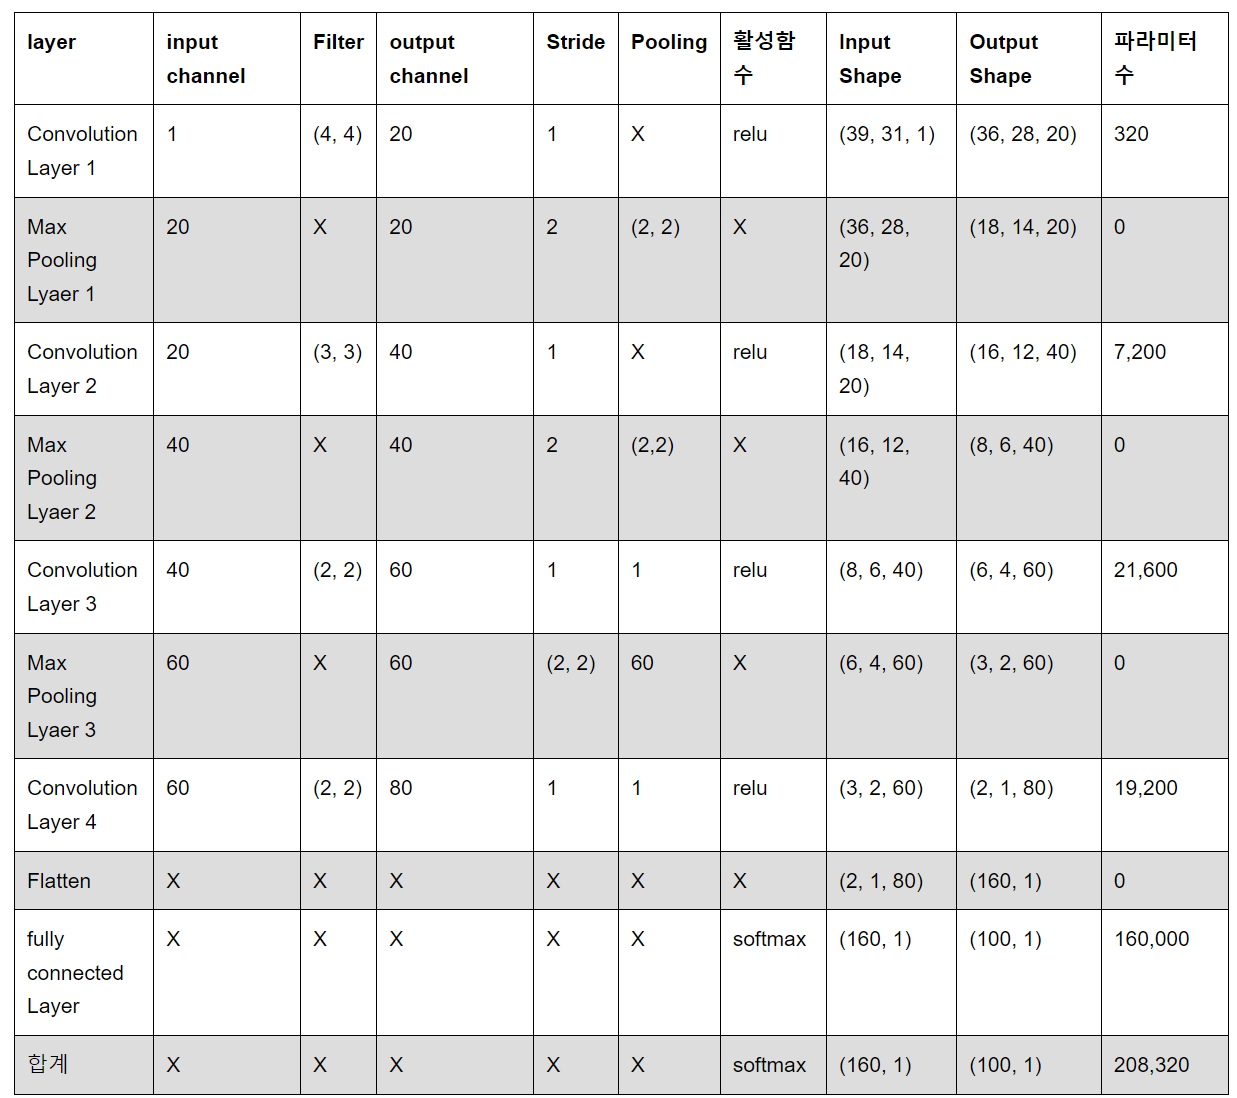 layer input channel Filter output channel Stride Pooling 활성함수 Input Shape Output Shape 파라미터 수
Convolution Layer 1 1 (4, 4) 20 1 X relu (39, 31, 1) (36, 28, 20) 320
Max Pooling Lyaer 1 20 X 20 2 (2, 2) X (36, 28, 20) (18, 14, 20) 0
Convolution Layer 2 20 (3, 3) 40 1 X relu (18, 14, 20) (16, 12, 40) 7,200
Max Pooling Lyaer 2 40 X 40 2 (2,2) X (16, 12, 40) (8, 6, 40) 0
Convolution Layer 3 40 (2, 2) 60 1 1 relu (8, 6, 40) (6, 4, 60) 21,600
Max Pooling Lyaer 3 60 X 60 (2, 2) 60 X (6, 4, 60) (3, 2, 60) 0
Convolution Layer 4 60 (2, 2) 80 1 1 relu (3, 2, 60) (2, 1, 80) 19,200
Flatten X X X X X X (2, 1, 80) (160, 1) 0
fully connected Layer X X X X X softmax (160, 1) (100, 1) 160,000
합계 X X X X X softmax (160, 1) (100, 1) 208,320